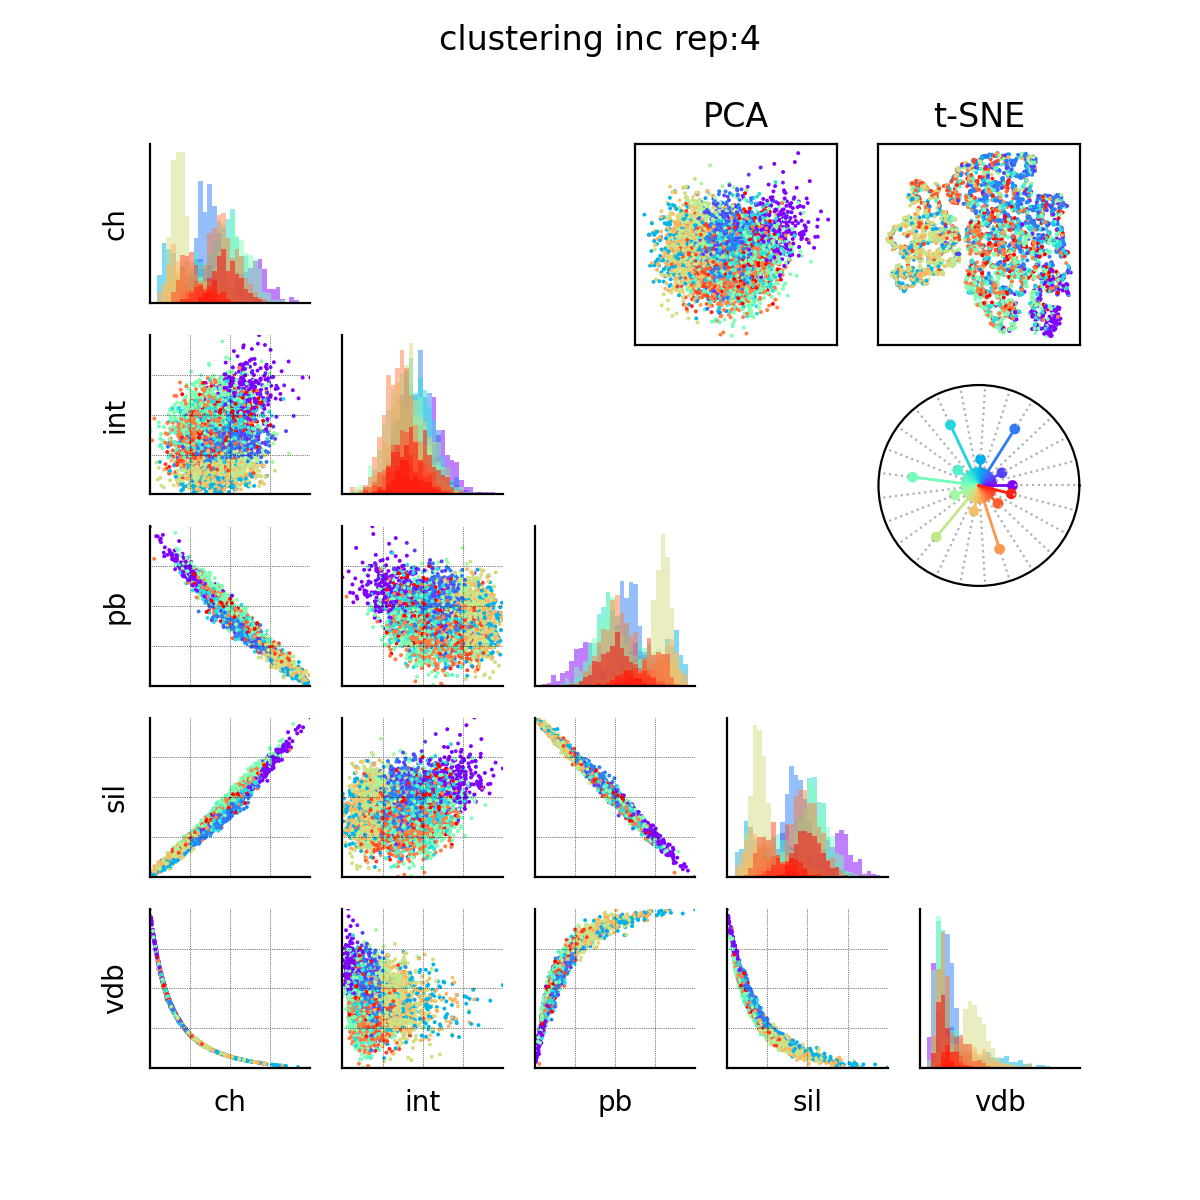 clustering inc rep:4
PCA
t-SNE
ch
int
pb
sil
vdb
ch
int
pb
sil
vdb